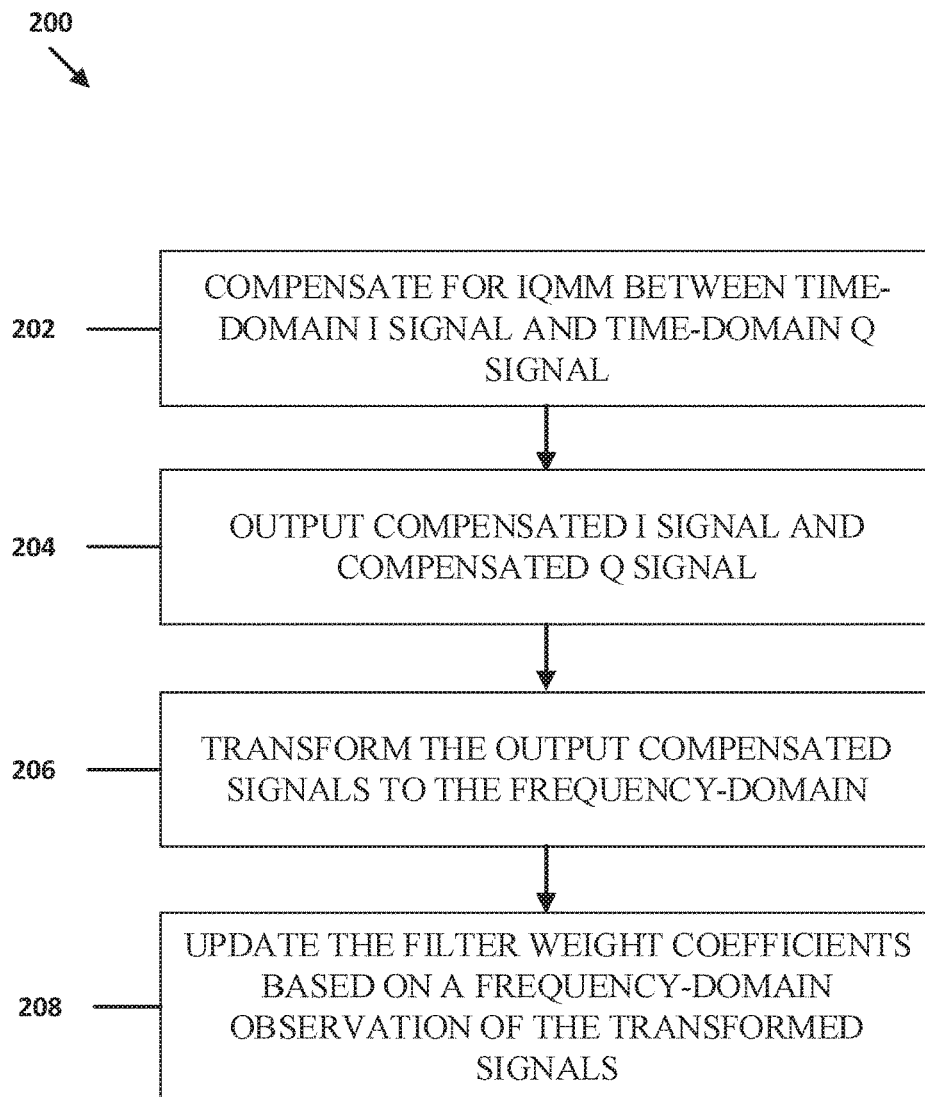 200
202
COMPENSATE FOR IQMM BETWEEN TIME-
DOMAIN I SIGNAL AND TIME-DOMAIN Q
SIGNAL
204
OUTPUT COMPENSATED I SIGNAL AND
COMPENSATED Q SIGNAL
206
TRANSFORM THE OUTPUT COMPENSATED
SIGNALS TO THE FREQUENCY-DOMAIN
208
UPDATE THE FILTER WEIGHT COEFFICIENTS
BASED ON A FREQUENCY-DOMAIN
OBSERVATION OF THE TRANSFORMED
SIGNALS